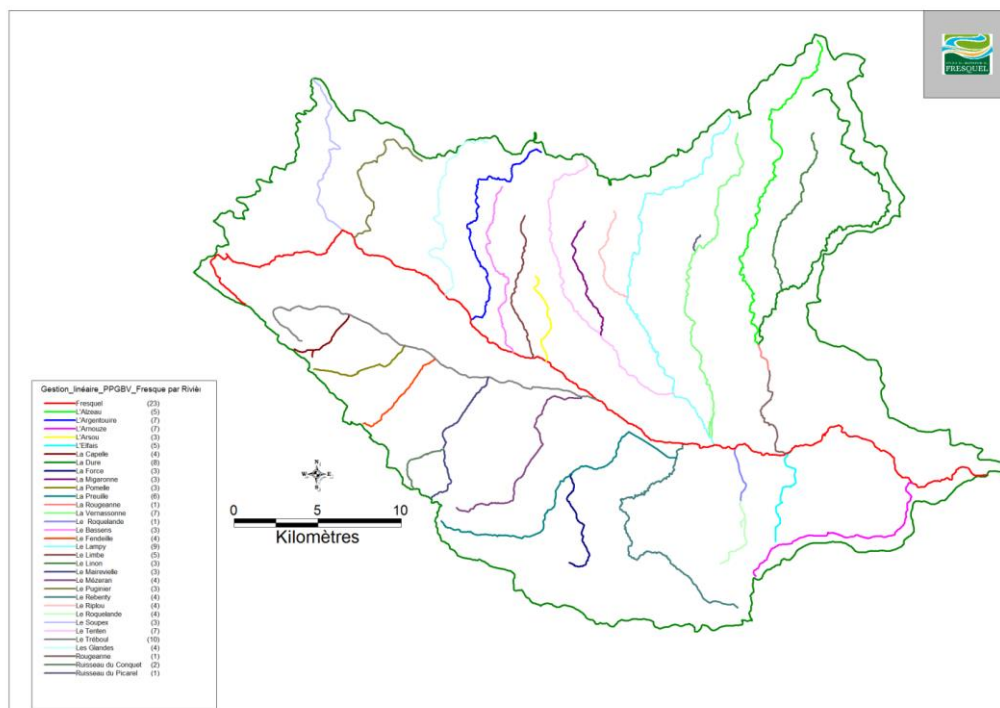 FRESQUEL
N
W E
S
0 5 10
Kilomètres
Gestion_linéaire_PPGBV_Fresque par Riviè
Fresquel (23)
L'Alzeau (5)
L'Argentouire (7)
L'Arnouze (7)
L'Arsou (3)
L'Elfais (5)
La Capelle (4)
La Dure (8)
La Force (3)
La Migaronne (3)
La Pomelle (3)
La Preuille (6)
La Rougeanne (1)
La Vernassonne (7)
Le Roquelande (1)
Le Bassens (3)
Le Fendeille (4)
Le Lampy (9)
Le Limbe (5)
Le Linon (3)
Le Mairevielle (3)
Le Mézeran (4)
Le Puginier (3)
Le Rebenty (4)
Le Riplou (4)
Le Roquelande (4)
Le Soupex (3)
Le Tenten (7)
Le Tréboul (10)
Les Glandes (4)
Rougeanne (1)
Ruisseau du Conquet (2)
Ruisseau du Picarel (1)